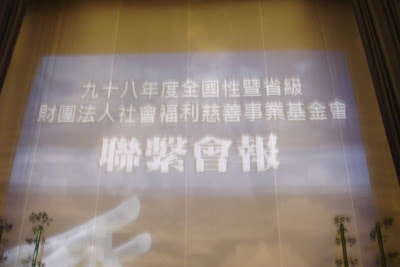 九十八年度全國性暨省級
財團法人社會福利慈善事業基金會
聯繫會報